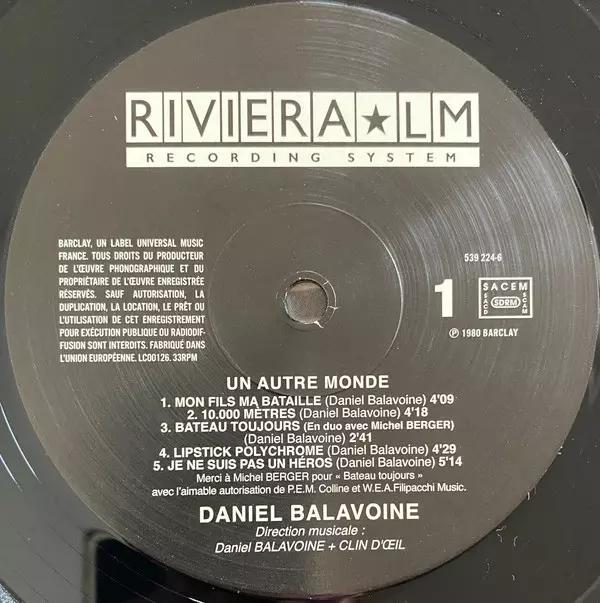 RIVIERA★LM
RECORDING SYSTEM
BARCLAY, UN LABEL UNIVERSAL MUSIC
FRANCE. TOUS DROITS DU PRODUCTEUR
DE L'ŒUVRE PHONOGRAPHIQUE ET DU
PROPRIÉTAIRE DE L'ŒUVRE ENREGISTRÉE
RÉSERVÉS. SAUF AUTORISATION, LA
DUPLICATION, LA LOCATION, LE PRÊT OU
L'UTILISATION DE CET ENREGISTREMENT
POUR EXÉCUTION PUBLIQUE OU RADIODIF-
FUSION SONT INTERDITS. FABRIQUÉ DANS
L'UNION EUROPÉENNE. LC00126. 33RPM
539 224-6
1
SACEM
SACD
SDRM
SCAM
℗ 1980 BARCLAY
UN AUTRE MONDE
1. MON FILS MA BATAILLE (Daniel Balavoine) 4'09
2. 10.000 MÈTRES (Daniel Balavoine) 4'18
3. BATEAU TOUJOURS (En duo avec Michel BERGER)
(Daniel Balavoine) 2'41
4. LIPSTICK POLYCHROME (Daniel Balavoine) 4'29
5. JE NE SUIS PAS UN HÉROS (Daniel Balavoine) 5'14
Merci à Michel BERGER pour « Bateau toujours »
avec l'aimable autorisation de P.E.M. Colline et W.E.A.Filipacchi Music.
DANIEL BALAVOINE
Direction musicale :
Daniel BALAVOINE + CLIN D'ŒIL